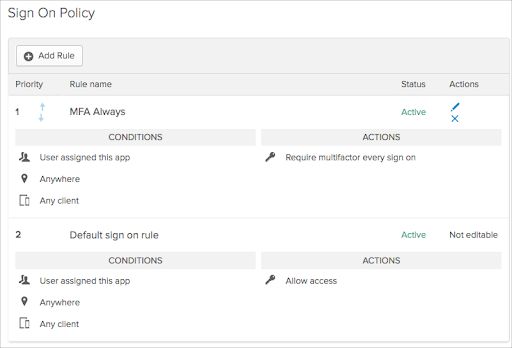 Sign On Policy
Add Rule
Priority Rule name Status Actions
1 MFA Always Active
CONDITIONS ACTIONS
User assigned this app Require multifactor every sign on
Anywhere
Any client
2 Default sign on rule Active Not editable
CONDITIONS ACTIONS
User assigned this app Allow access
Anywhere
Any client